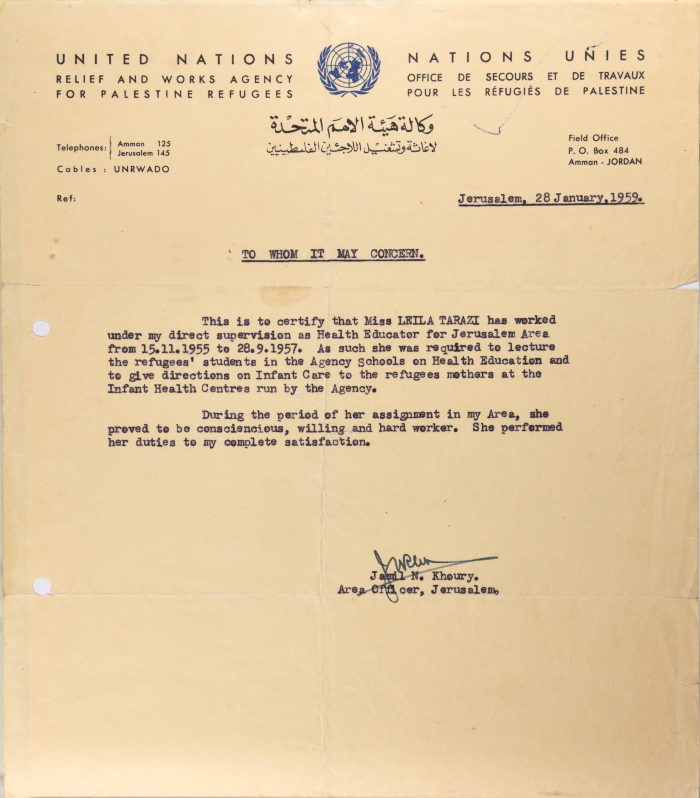 UNITED NATIONS
RELIEF AND WORKS AGENCY
FOR PALESTINE REFUGEES
NATIONS UÑIES
OFFICE DE SECOURS ET DE TRAVAUX
POUR LES RÉFUGIÉS DE PALESTINE
وكالة هيئة الامم المتحدة
لاغاثة وتشغيل اللاجئين الفلسطينيين
Telephones: Amman 125
Jerusalem 145
Cables : UNRWADO
Field Office
P. O. Box 484
Amman - JORDAN
Ref:
Jerusalem, 28 January,1959.
TO WHOM IT MAY CONCERN.
This is to certify that Miss LEILA TARAZI has worked
under my direct supervision as Health Educator for Jerusalem Area
from 15.11.1955 to 28.9.1957. As such she was required to lecture
the refugees' students in the Agency Schools on Health Education and
to give directions on Infant Care to the refugees mothers at the
Infant Health Centres run by the Agency.
During the period of her assignment in my Area, she
proved to be consciencious, willing and hard worker. She performed
her duties to my complete satisfaction.
Jamil N. Khoury.
Area Officer, Jerusalem,